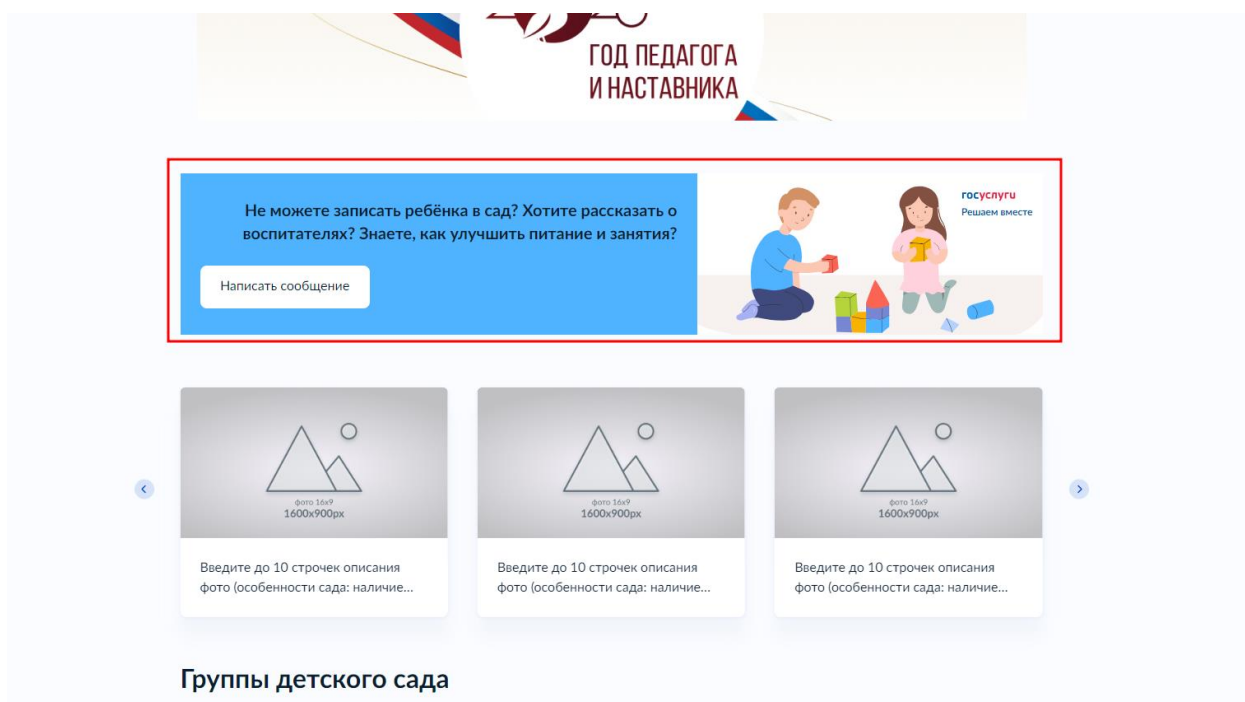 ГОД ПЕДАГОГА
И НАСТАВНИКА
Не можете записать ребёнка в сад? Хотите рассказать о
воспитателях? Знаете, как улучшить питание и занятия?
Написать сообщение
госуслуги
Решаем вместе
фото 16x9
1600x900px
фото 16x9
1600x900px
фото 16x9
1600x900px
Введите до 10 строчек описания
фото (особенности сада: наличие...
Введите до 10 строчек описания
фото (особенности сада: наличие...
Введите до 10 строчек описания
фото (особенности сада: наличие...
Группы детского сада